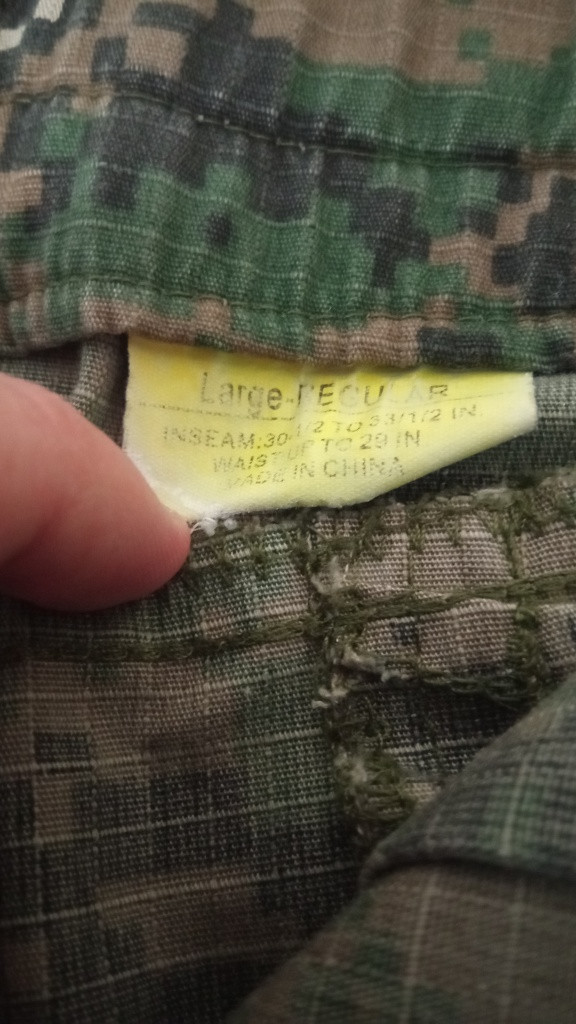 Large-REGULAR
INSEAM:30-1/2 TO 33/1/2 IN
WAIST:UP TO 29 IN
MADE IN CHINA